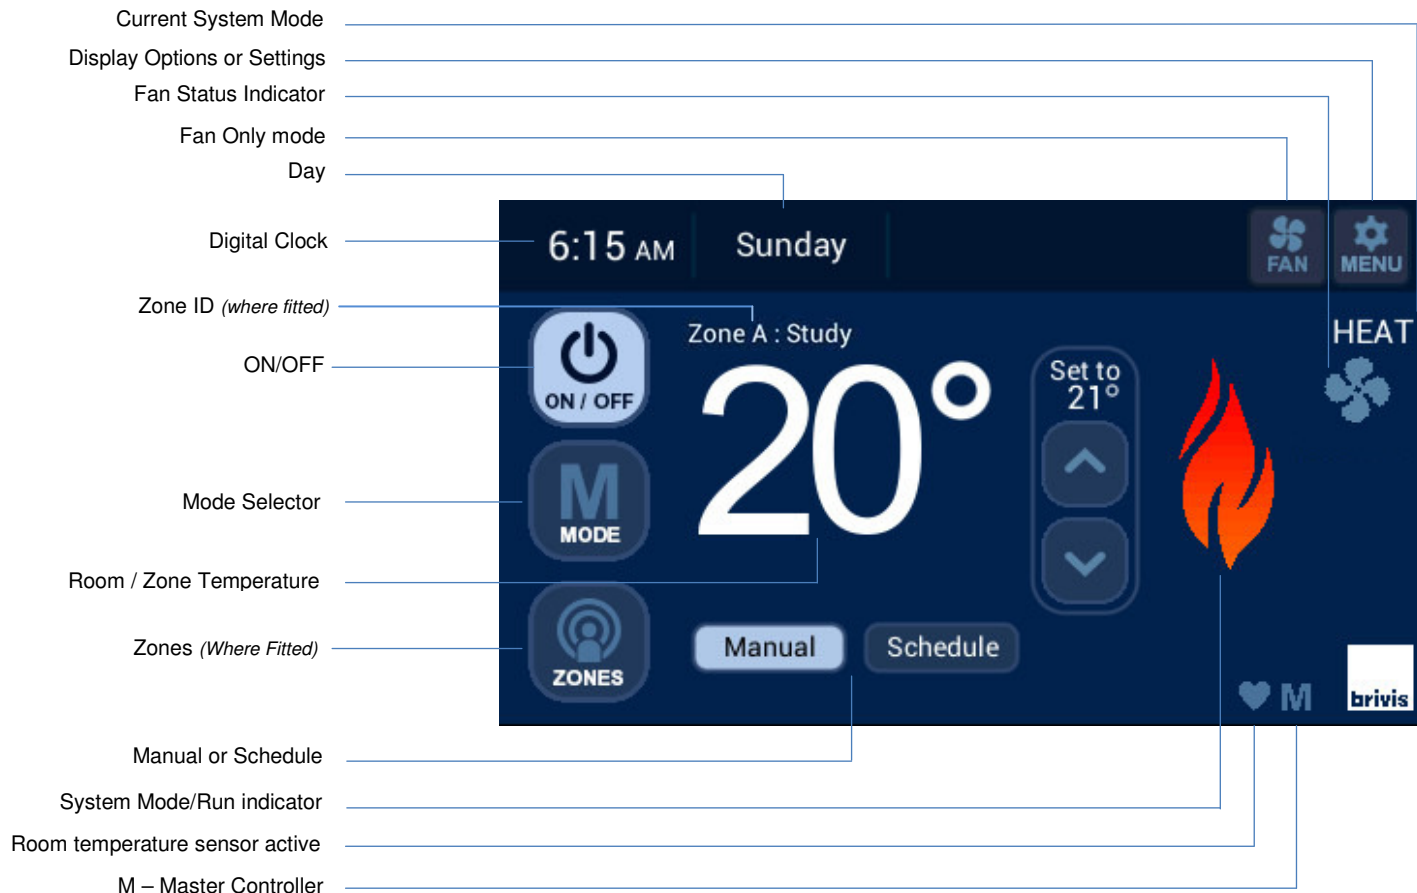 Current System Mode
Display Options or Settings
Fan Status Indicator
Fan Only mode
Day
Digital Clock
Zone ID (where fitted)
ON/OFF
Mode Selector
Room / Zone Temperature
Zones (Where Fitted)
Manual or Schedule
System Mode/Run indicator
Room temperature sensor active
M – Master Controller
6:15 AM
Sunday
FAN
MENU
ON / OFF
Zone A : Study
20°
Set to
21°
HEAT
M
MODE
ZONES
Manual
Schedule
M
brivis